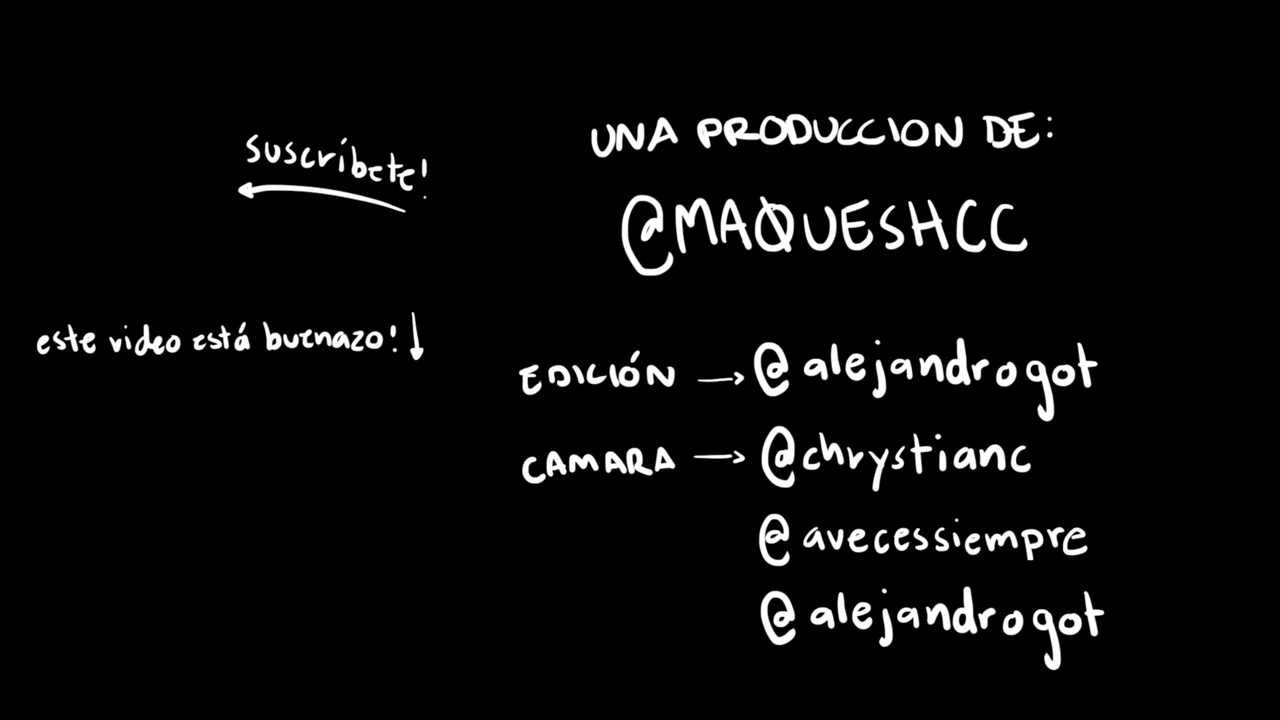 suscríbete!
este video está buenazo!
UNA PRODUCCION DE:
@MAQUESHCC
EDICIÓN → @alejandrogot
CAMARA → @chrystianc
@avecessiempre
@alejandrogot